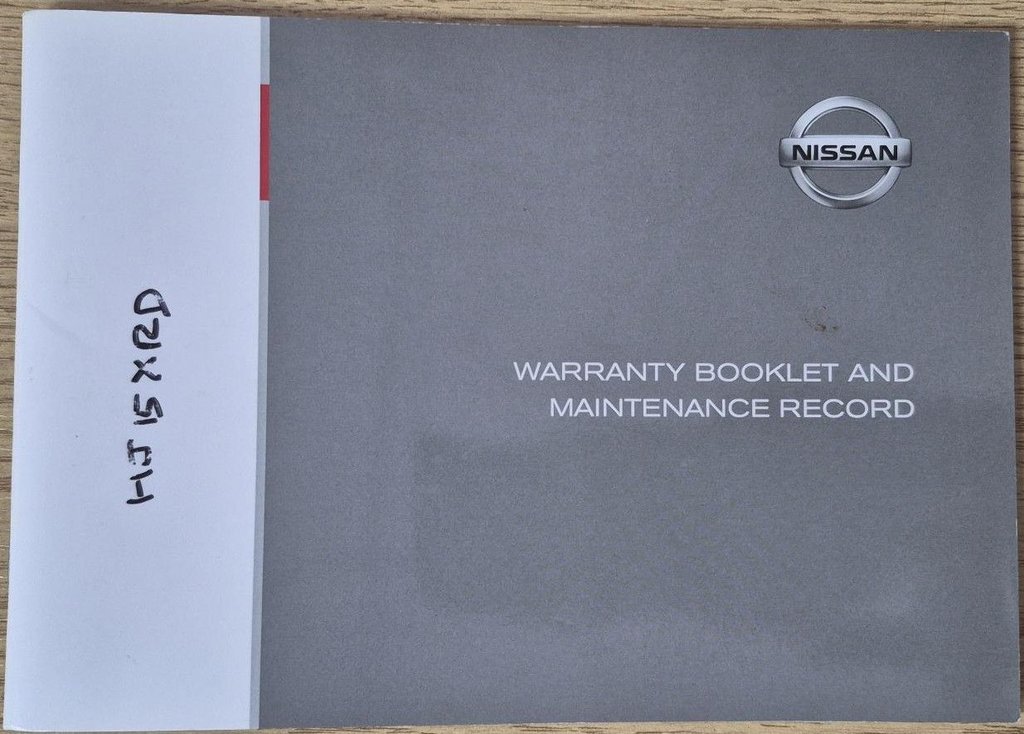 HJ15XRD
NISSAN
WARRANTY BOOKLET AND
MAINTENANCE RECORD